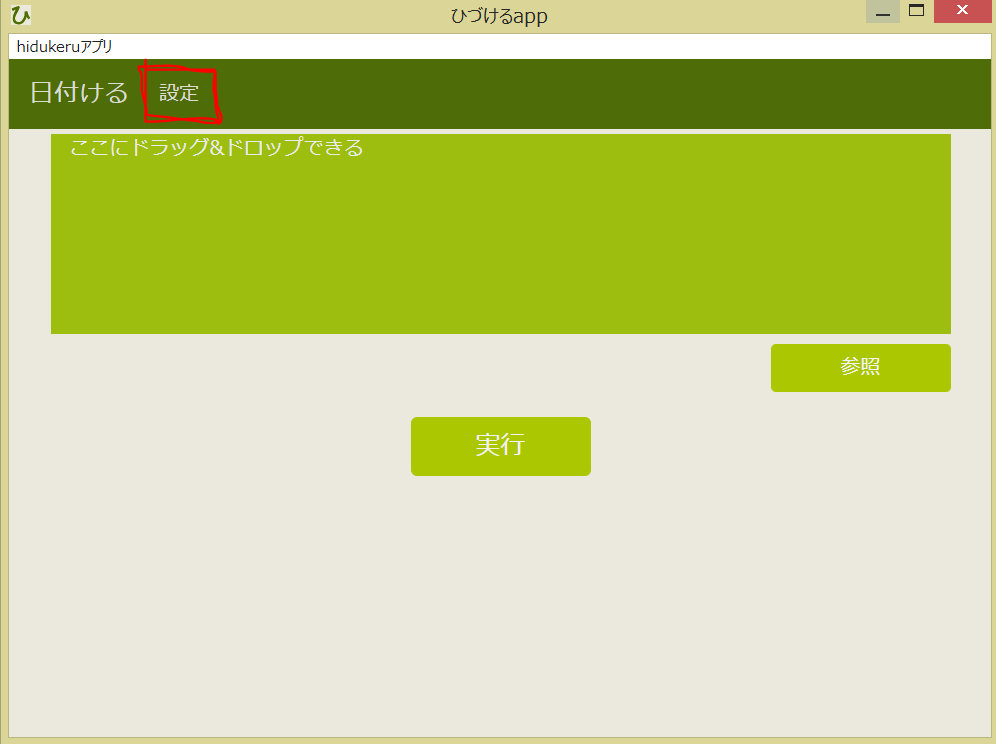 ひ
ひづけるapp
hidukeruアプリ
日付ける 設定
ここにドラッグ&ドロップできる
参照
実行